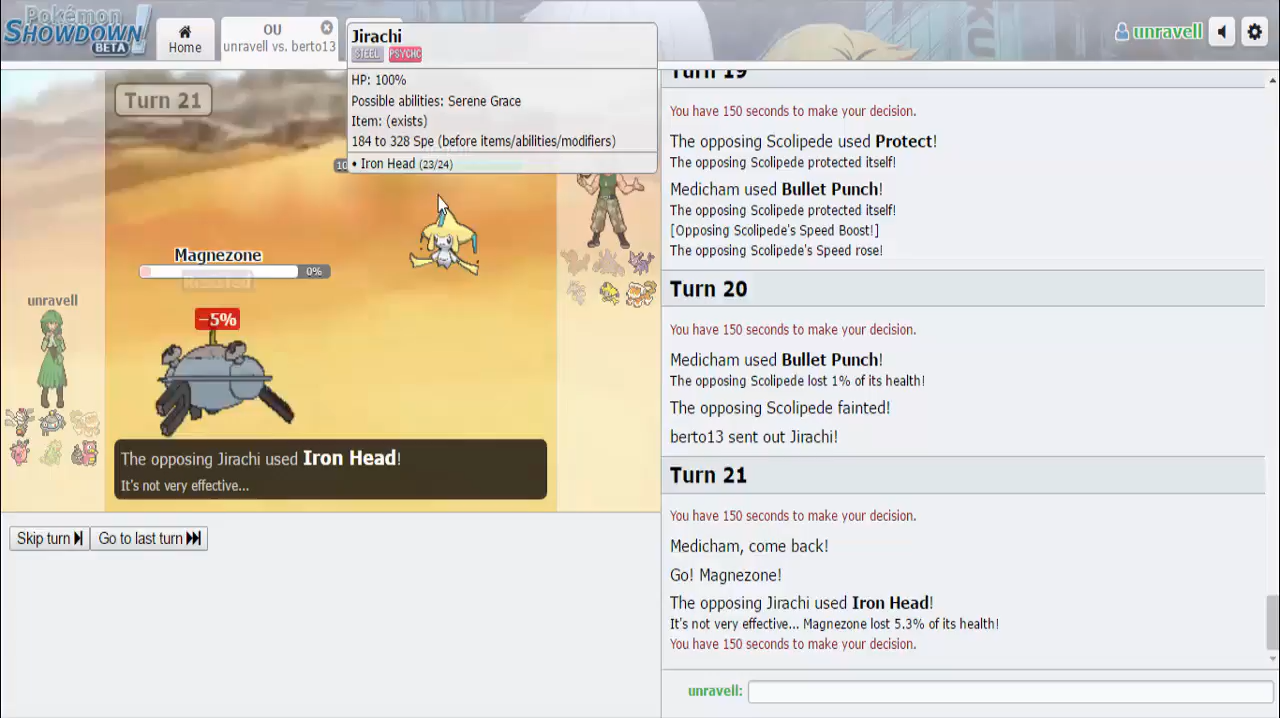 Pokémon
SHOWDOWN!
BETA
Home
OU
unravell vs. berto13
unravell
Jirachi
STEEL PSYCHC
HP: 100%
Possible abilities: Serene Grace
Item: (exists)
184 to 328 Spe (before items/abilities/modifiers)
• Iron Head (23/24)
Turn 21
10
Magnezone
0%
Resisted
−5%
unravell
The opposing Jirachi used Iron Head!
It's not very effective...
Skip turn
Go to last turn
Turn 19
You have 150 seconds to make your decision.
The opposing Scolipede used Protect!
The opposing Scolipede protected itself!
Medicham used Bullet Punch!
The opposing Scolipede protected itself!
[Opposing Scolipede's Speed Boost!]
The opposing Scolipede's Speed rose!
Turn 20
You have 150 seconds to make your decision.
Medicham used Bullet Punch!
The opposing Scolipede lost 1% of its health!
The opposing Scolipede fainted!
berto13 sent out Jirachi!
Turn 21
You have 150 seconds to make your decision.
Medicham, come back!
Go! Magnezone!
The opposing Jirachi used Iron Head!
It's not very effective... Magnezone lost 5.3% of its health!
You have 150 seconds to make your decision.
unravell: